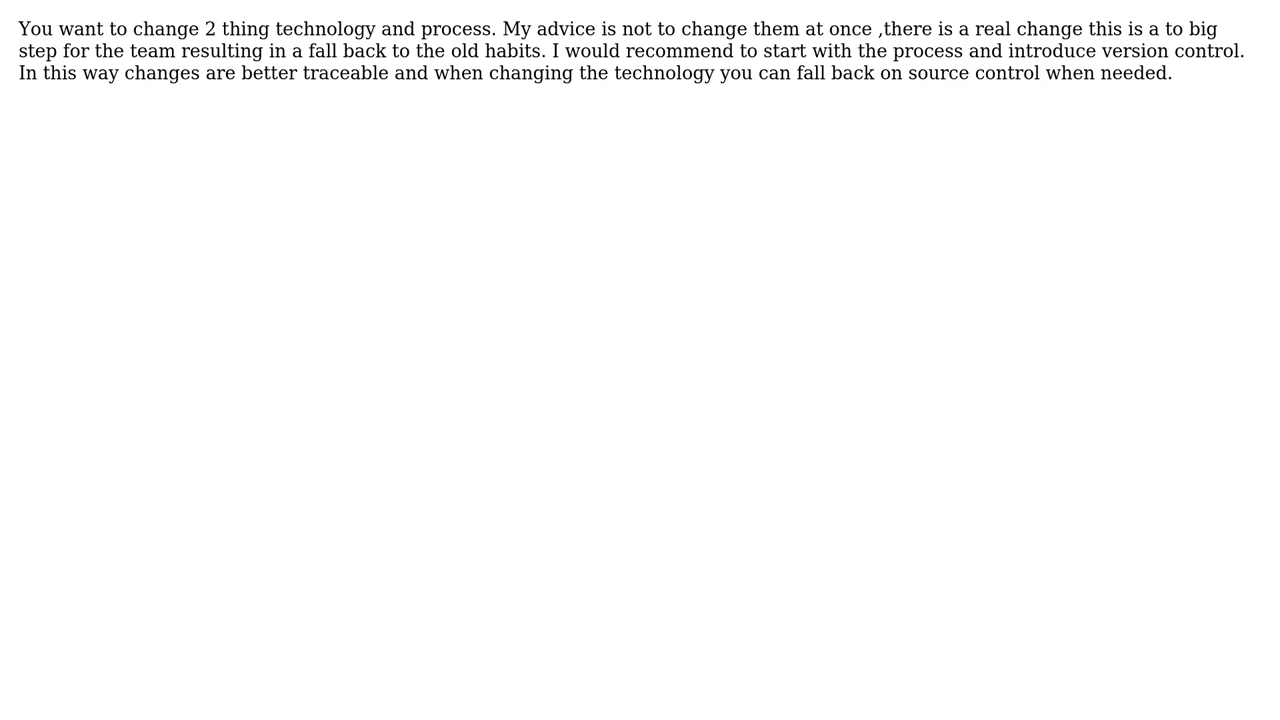 You want to change 2 thing technology and process. My advice is not to change them at once ,there is a real change this is a to big
step for the team resulting in a fall back to the old habits. I would recommend to start with the process and introduce version control.
In this way changes are better traceable and when changing the technology you can fall back on source control when needed.